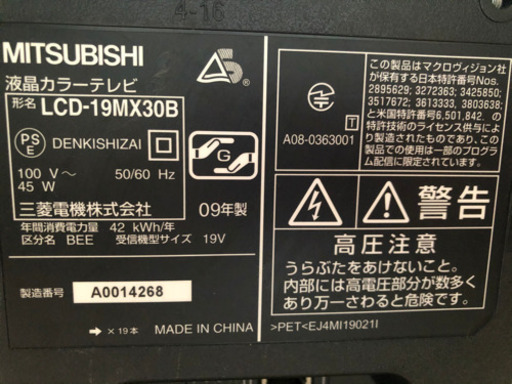 4-16
MITSUBISHI
液晶カラーテレビ
形名 LCD-19MX30B
PS
E
DENKISHIZAI
100 V～ 50/60 Hz
45 W
G
三菱電機株式会社 09年製
年間消費電力量 42 kWh/年
区分名 BEE 受信機型サイズ 19V
製造番号 A0014268
→×19本 MADE IN CHINA
T
A08-0363001
この製品はマクロヴィジョン社
が保有する日本特許番号Nos.
2895629; 3272363; 3425850;
3517672; 3613333; 3803638;
と米国特許番号 6,501,842. の
特許技術のライセンス供与によ
り製造されたものであり、この
技術の使用は一部のプログラ
ム配信に限定されます。
警告
高圧注意
うらぶたをあけないこと。
内部には高電圧部分が数多く
あり万一さわると危険です。
>PET<EJ4MI19021I